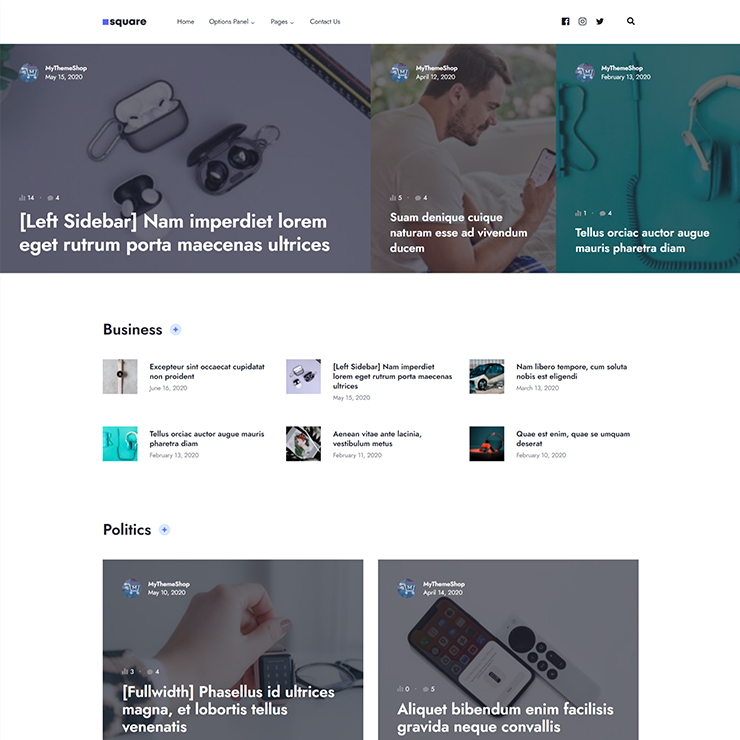 square
Home
Options Panel
Pages
Contact Us
MyThemeShop
May 15, 2020
14
4
[Left Sidebar] Nam imperdiet lorem
eget rutrum porta maecenas ultrices
MyThemeShop
April 12, 2020
5
4
Suam denique cuique
naturam esse ad vivendum
ducem
MyThemeShop
February 13, 2020
1
4
Tellus orciac auctor augue
mauris pharetra diam
Business +
Excepteur sint occaecat cupidatat
non proident
June 16, 2020
[Left Sidebar] Nam imperdiet
lorem eget rutrum porta maecenas
ultrices
May 15, 2020
Nam libero tempore, cum soluta
nobis est eligendi
March 13, 2020
Tellus orciac auctor augue mauris
pharetra diam
February 13, 2020
Aenean vitae ante lacinia,
vestibulum metus
February 11, 2020
Quae est enim, quae se umquam
deserat
February 10, 2020
Politics +
MyThemeShop
May 10, 2020
3
4
[Fullwidth] Phasellus id ultrices
magna, et lobortis tellus
venenatis
MyThemeShop
April 14, 2020
0
5
Aliquet bibendum enim facilisis
gravida neque convallis